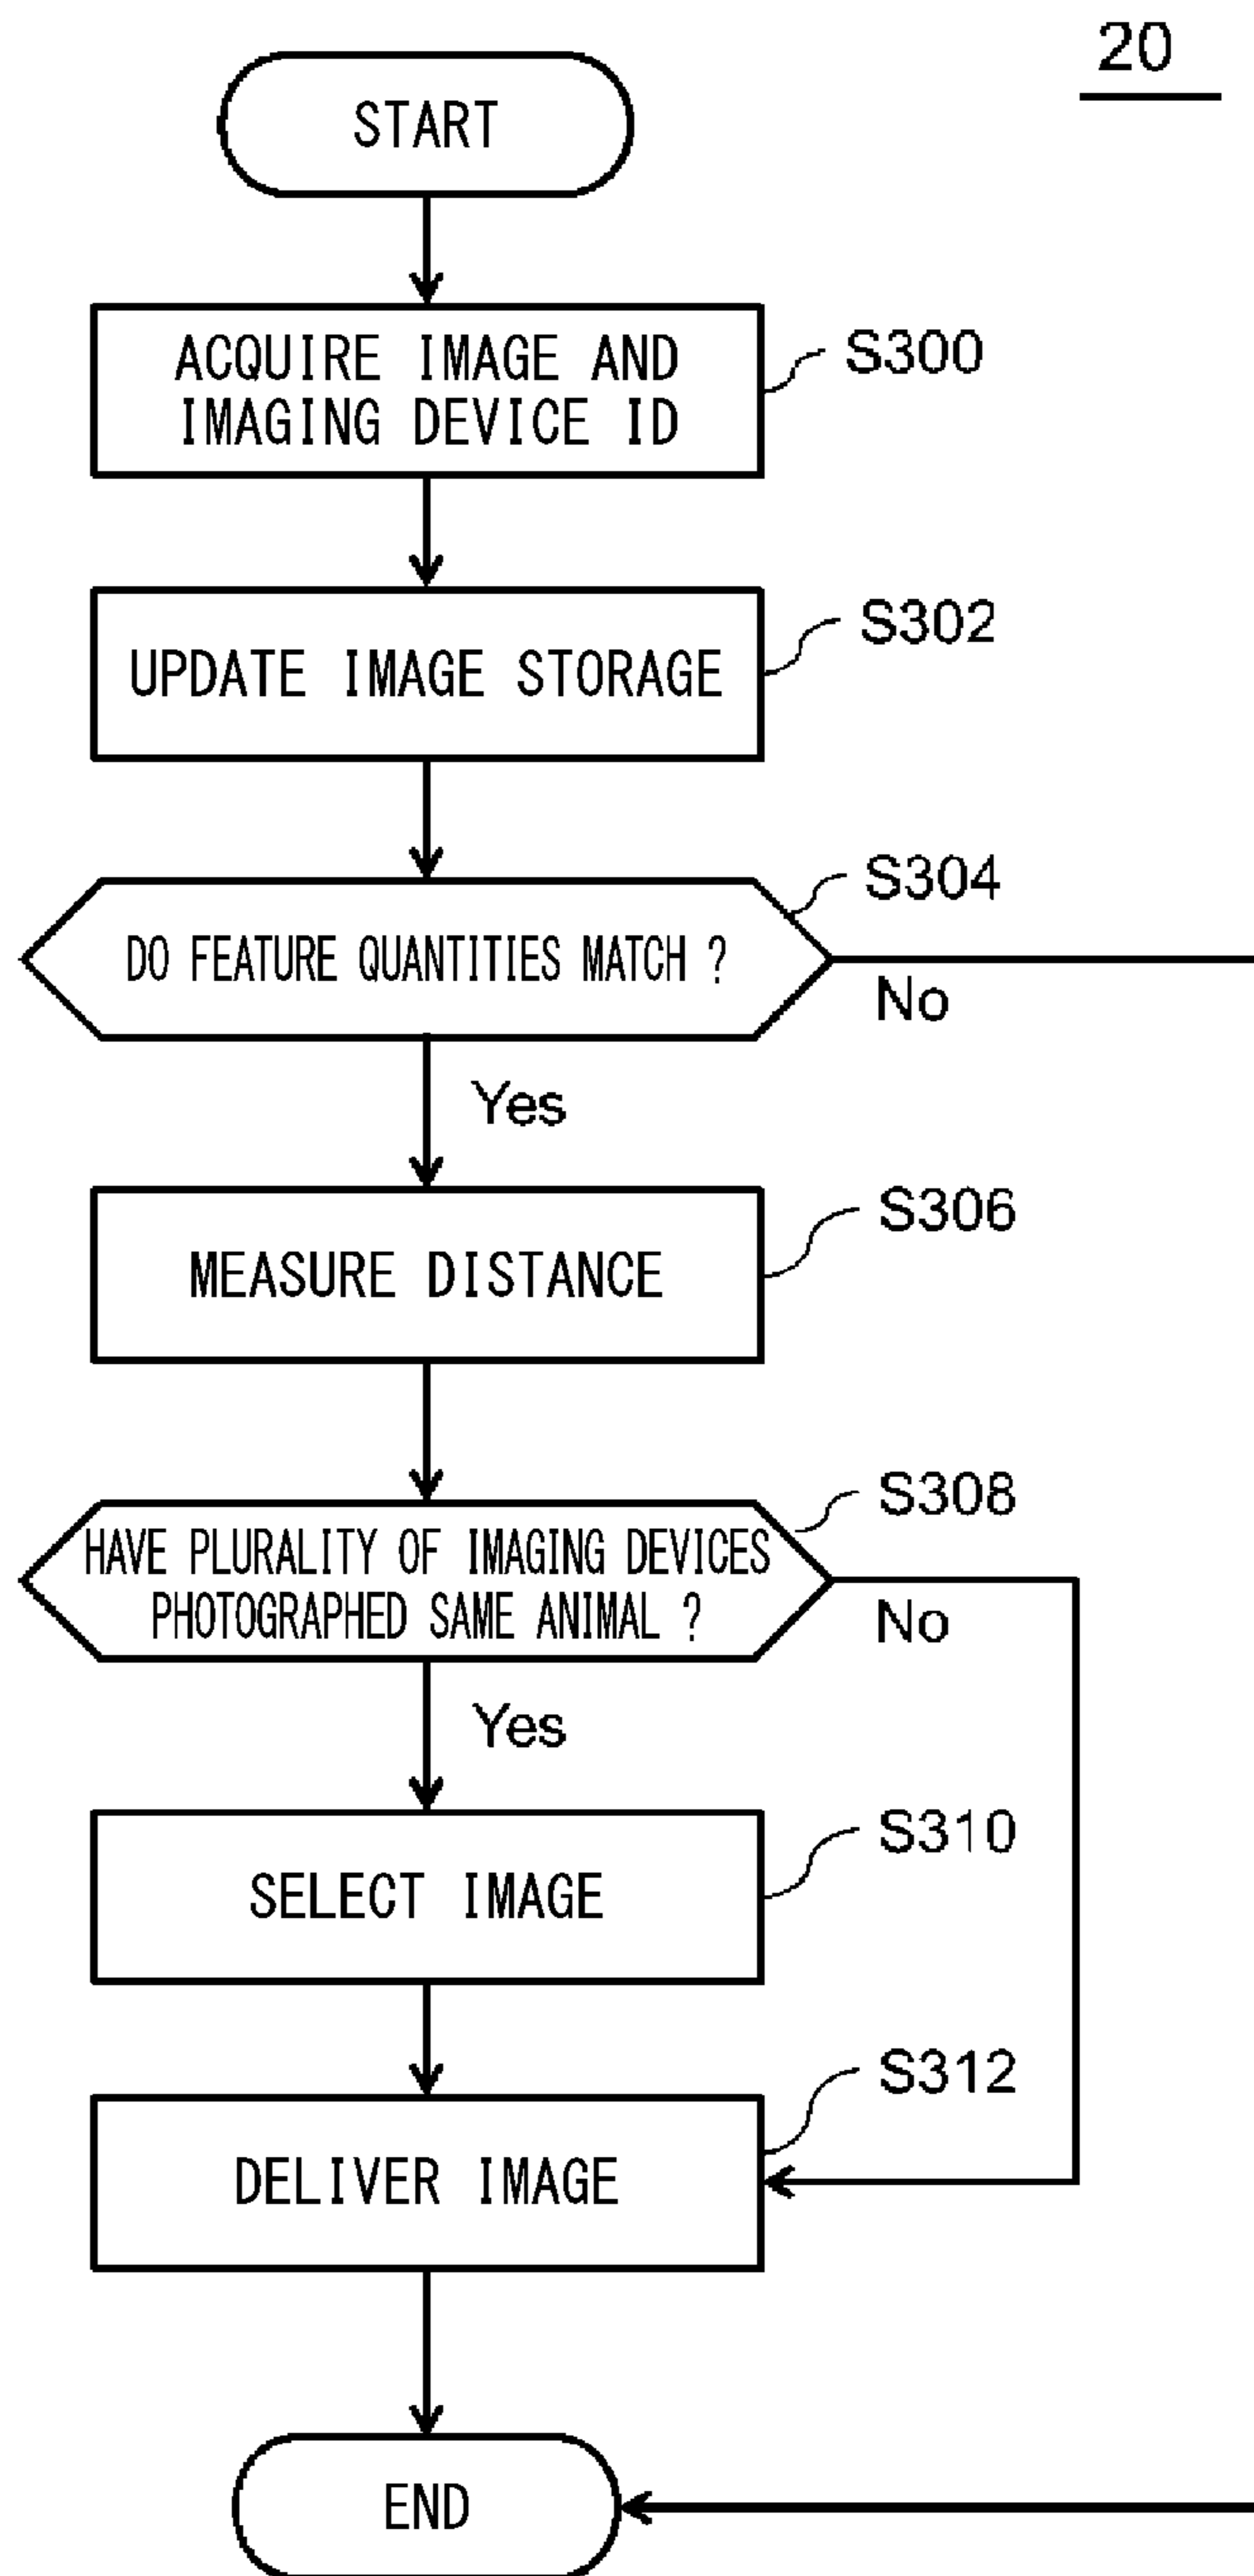 20
START
ACQUIRE IMAGE AND
IMAGING DEVICE ID
S300
UPDATE IMAGE STORAGE
S302
DO FEATURE QUANTITIES MATCH ?
S304
No
Yes
MEASURE DISTANCE
S306
HAVE PLURALITY OF IMAGING DEVICES
PHOTOGRAPHED SAME ANIMAL ?
S308
No
Yes
SELECT IMAGE
S310
DELIVER IMAGE
S312
END